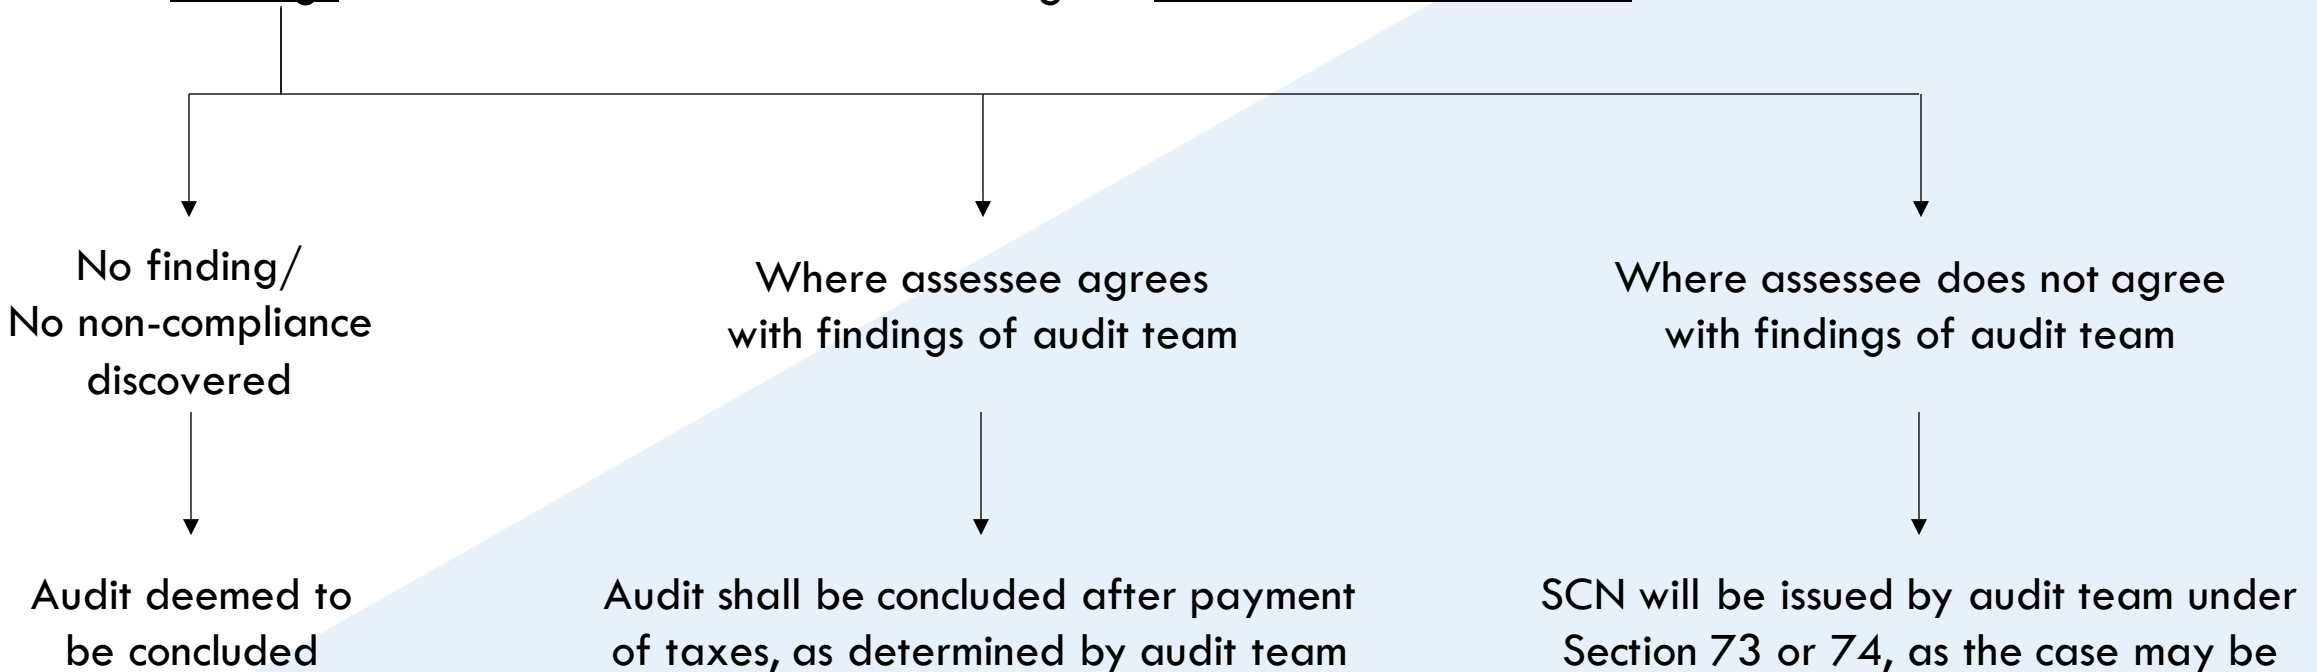 No finding/
No non-compliance
discovered
Where assessee agrees
with findings of audit team
Where assessee does not agree
with findings of audit team
Audit deemed to
be concluded
Audit shall be concluded after payment
of taxes, as determined by audit team
SCN will be issued by audit team under
Section 73 or 74, as the case may be